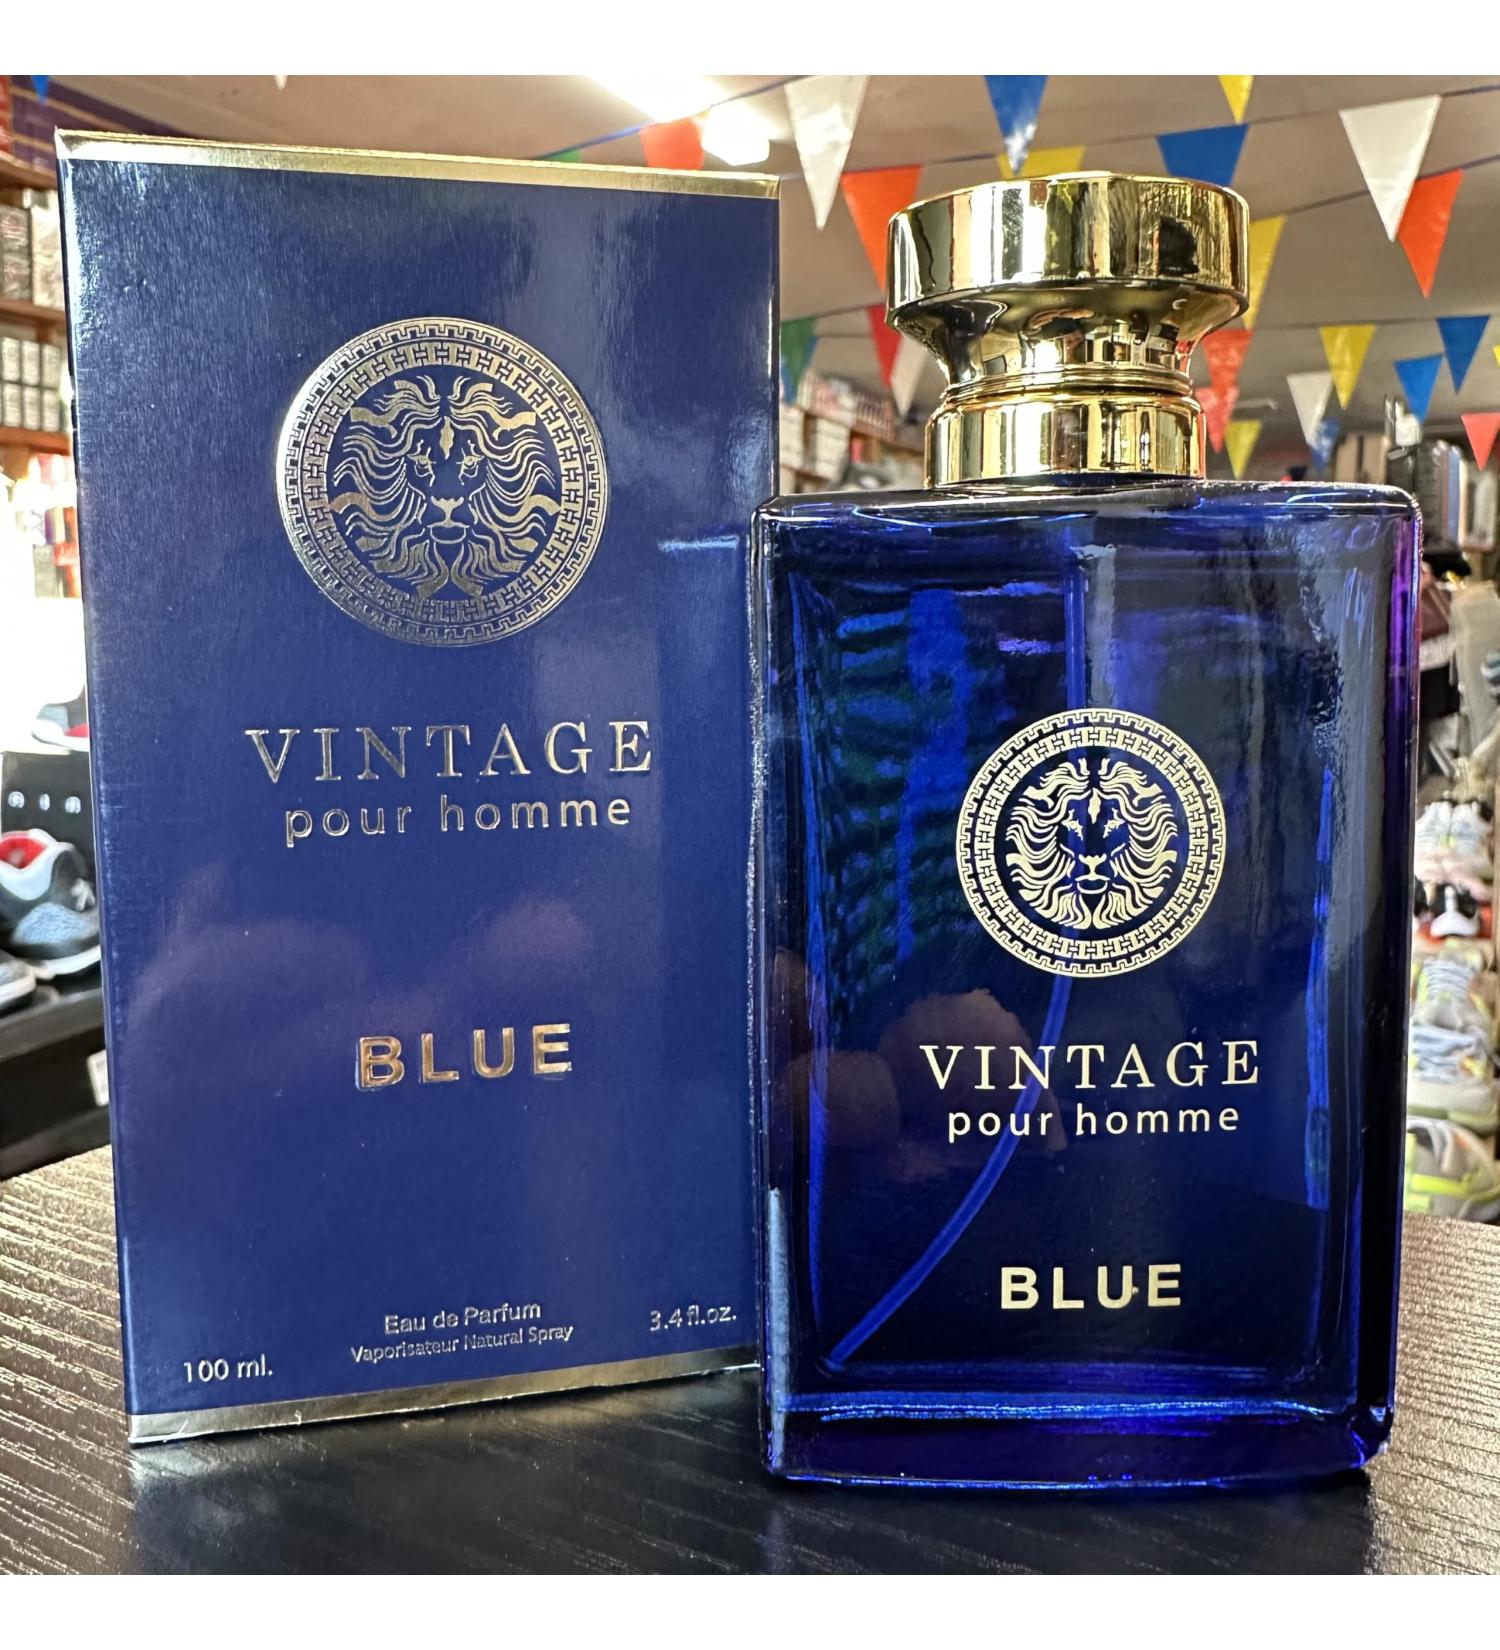 VINTAGE
pour homme
BLUE
Eau de Parfum
Vaporisateur Natural Spray
100 ml.
3.4 fl.oz.
VINTAGE
pour homme
BLUE